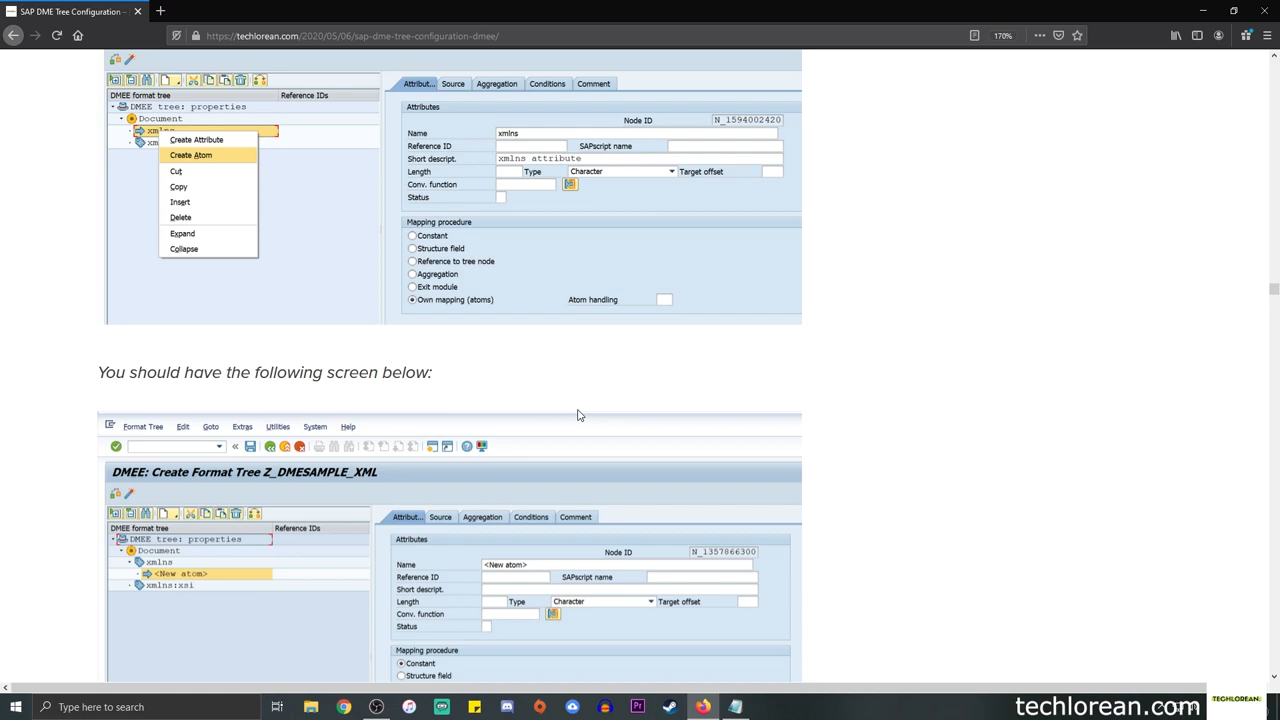 SAP DME Tree Configuration –
https://techlorean.com/2020/05/06/sap-dme-tree-configuration-dmee/
170%
Attribut... Source Aggregation Conditions Comment
DMEE format tree Reference IDs
DMEE tree: properties
Document
xmlns
Create Attribute
Create Atom
Cut
Copy
Insert
Delete
Expand
Collapse
Attributes
Node ID N_1594002420
Name xmlns
Reference ID SAPscript name
Short descript. xmlns attribute
Length Type Character Target offset
Conv. function
Status
Mapping procedure
Constant
Structure field
Reference to tree node
Aggregation
Exit module
Own mapping (atoms) Atom handling
You should have the following screen below:
Format Tree Edit Goto Extras Utilities System Help
DMEE: Create Format Tree Z_DMESAMPLE_XML
Attribut... Source Aggregation Conditions Comment
DMEE format tree Reference IDs
DMEE tree: properties
Document
xmlns
<New atom>
xmlns:xsi
Attributes
Node ID N_1357866300
Name <New atom>
Reference ID SAPscript name
Short descript.
Length Type Character Target offset
Conv. function
Status
Mapping procedure
Constant
Structure field
Type here to search
techlorean.com
TECHLOREAN